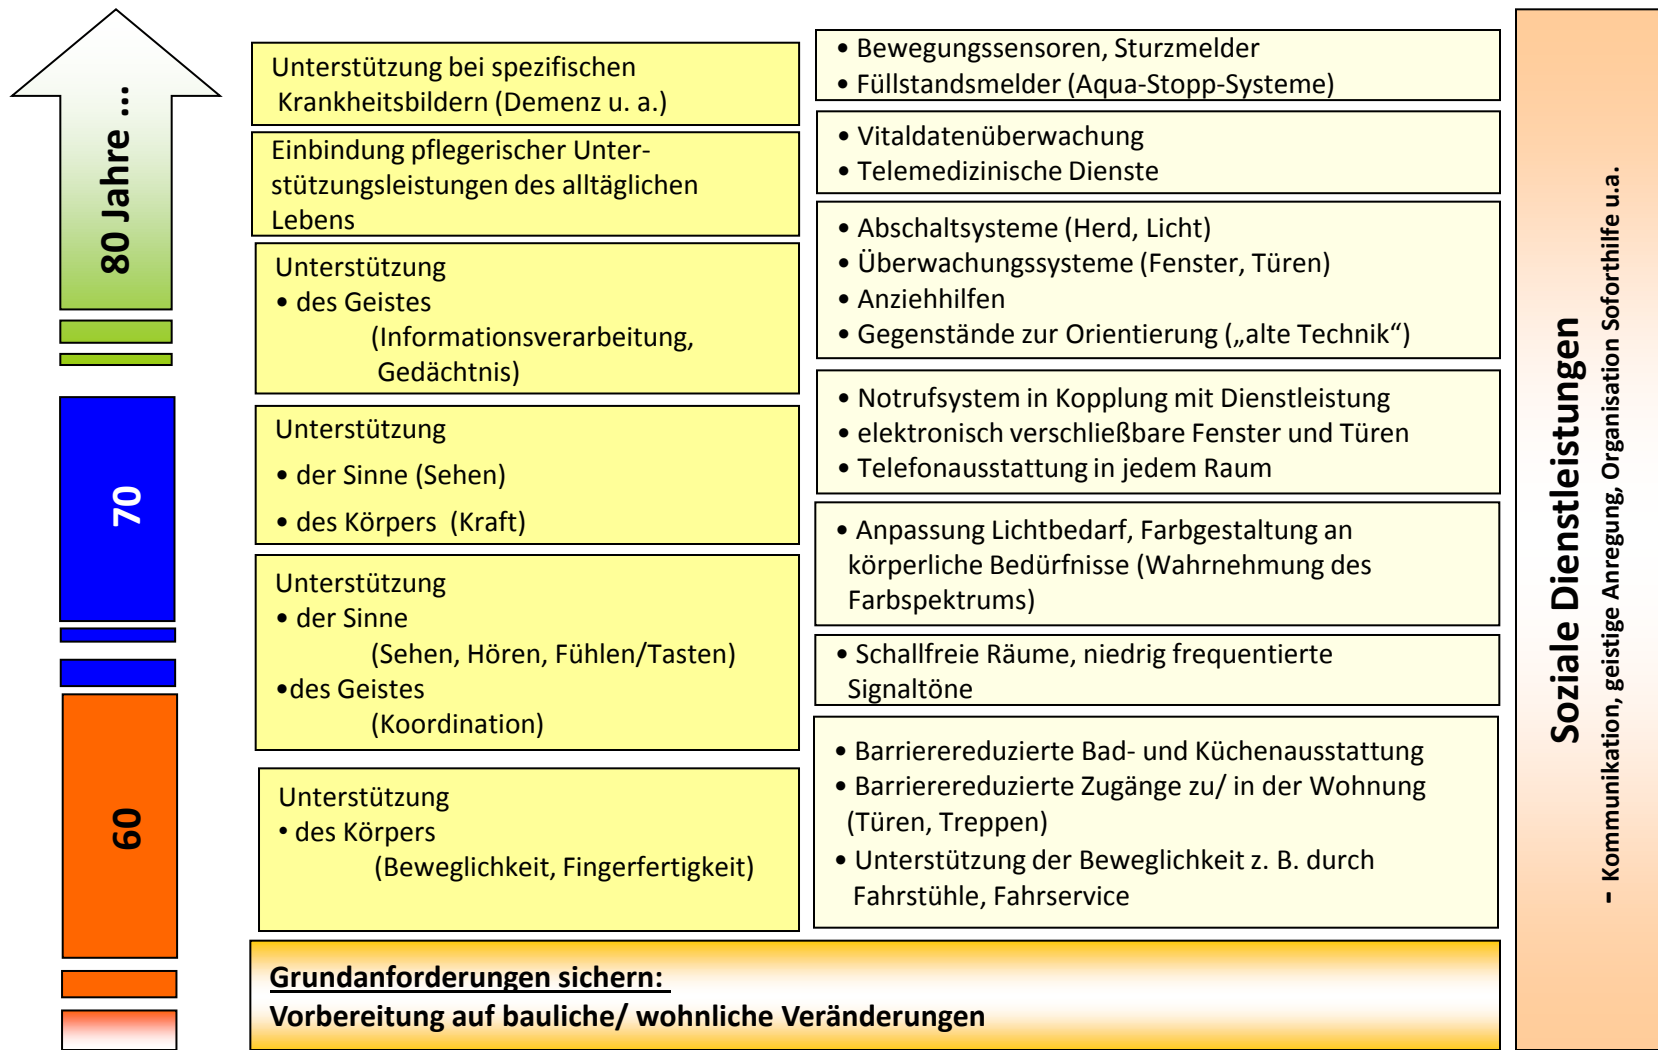 80 Jahre ...
70
60
Unterstützung bei spezifischen
Krankheitsbildern (Demenz u. a.)
Einbindung pflegerischer Unter-
stützungsleistungen des alltäglichen
Lebens
Unterstützung
• des Geistes
(Informationsverarbeitung,
Gedächtnis)
Unterstützung
• der Sinne (Sehen)
• des Körpers (Kraft)
Unterstützung
• der Sinne
(Sehen, Hören, Fühlen/Tasten)
•des Geistes
(Koordination)
Unterstützung
• des Körpers
(Beweglichkeit, Fingerfertigkeit)
• Bewegungssensoren, Sturzmelder
• Füllstandsmelder (Aqua-Stopp-Systeme)
• Vitaldatenüberwachung
• Telemedizinische Dienste
• Abschaltsysteme (Herd, Licht)
• Überwachungssysteme (Fenster, Türen)
• Anziehhilfen
• Gegenstände zur Orientierung („alte Technik“)
• Notrufsystem in Kopplung mit Dienstleistung
• elektronisch verschließbare Fenster und Türen
• Telefonausstattung in jedem Raum
• Anpassung Lichtbedarf, Farbgestaltung an
körperliche Bedürfnisse (Wahrnehmung des
Farbspektrums)
• Schallfreie Räume, niedrig frequentierte
Signaltöne
• Barrierereduzierte Bad- und Küchenausstattung
• Barrierereduzierte Zugänge zu/ in der Wohnung
(Türen, Treppen)
• Unterstützung der Beweglichkeit z. B. durch
Fahrstühle, Fahrservice
Grundanforderungen sichern:
Vorbereitung auf bauliche/ wohnliche Veränderungen
Soziale Dienstleistungen
– Kommunikation, geistige Anregung, Organisation Soforthilfe u.a.